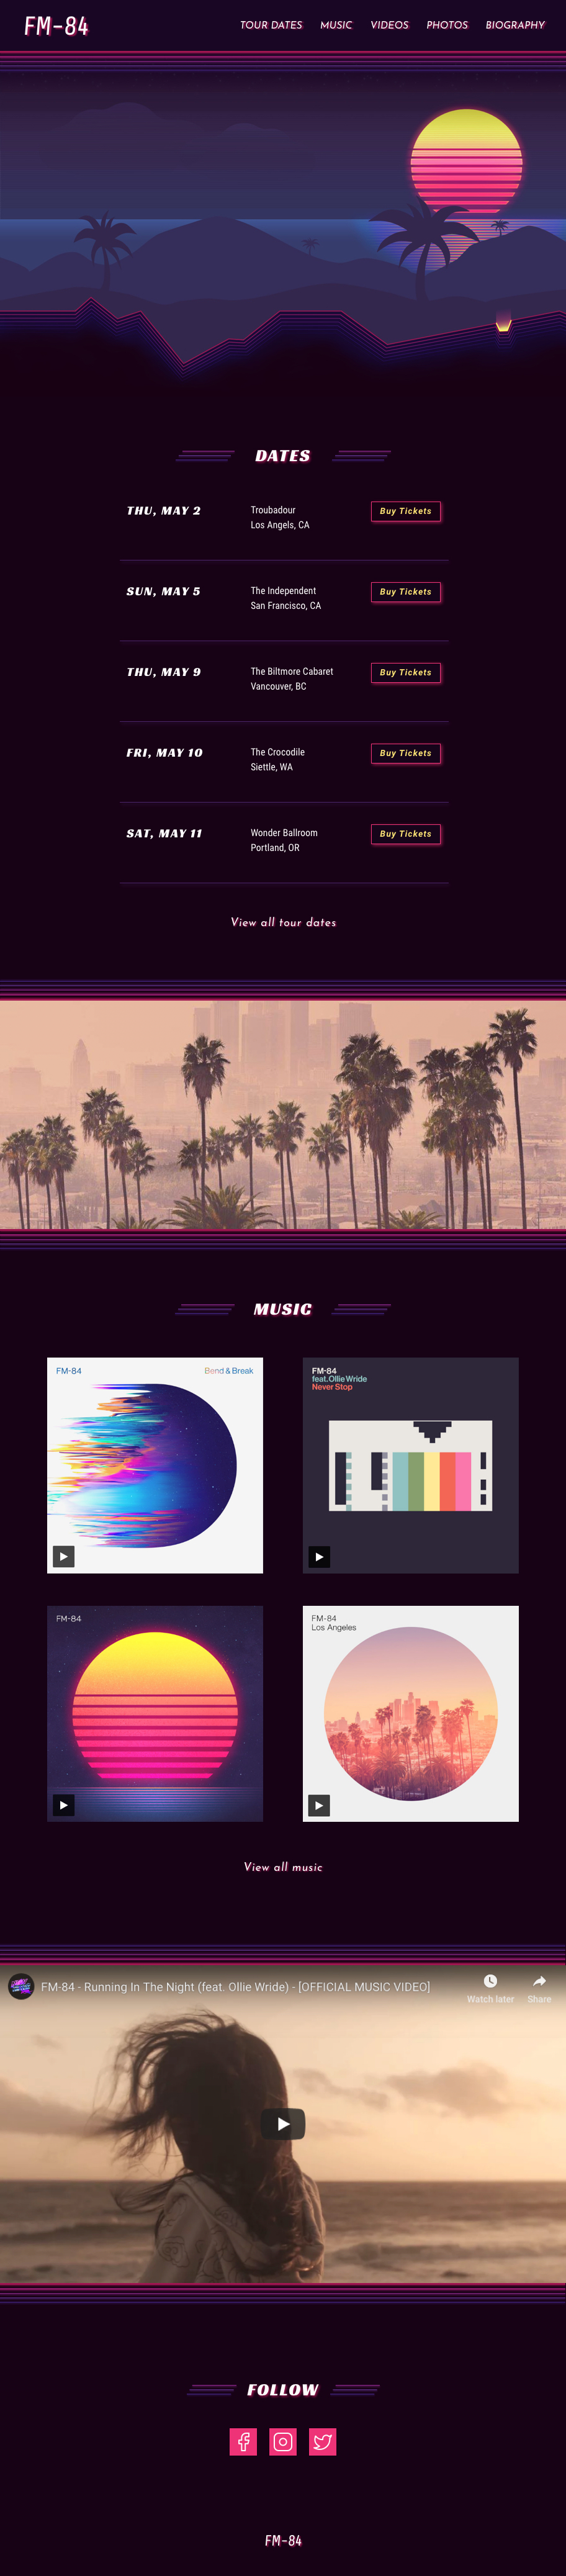 FM-84
TOUR DATES MUSIC VIDEOS PHOTOS BIOGRAPHY
DATES
THU, MAY 2
Troubadour
Los Angels, CA
Buy Tickets
SUN, MAY 5
The Independent
San Francisco, CA
Buy Tickets
THU, MAY 9
The Biltmore Cabaret
Vancouver, BC
Buy Tickets
FRI, MAY 10
The Crocodile
Siettle, WA
Buy Tickets
SAT, MAY 11
Wonder Ballroom
Portland, OR
Buy Tickets
View all tour dates
MUSIC
FM-84 Bend & Break
FM-84
feat. Ollie Wride
Never Stop
FM-84
FM-84
Los Angeles
View all music
FM-84 - Running In The Night (feat. Ollie Wride) - [OFFICIAL MUSIC VIDEO]
Watch later Share
FOLLOW
FM-84